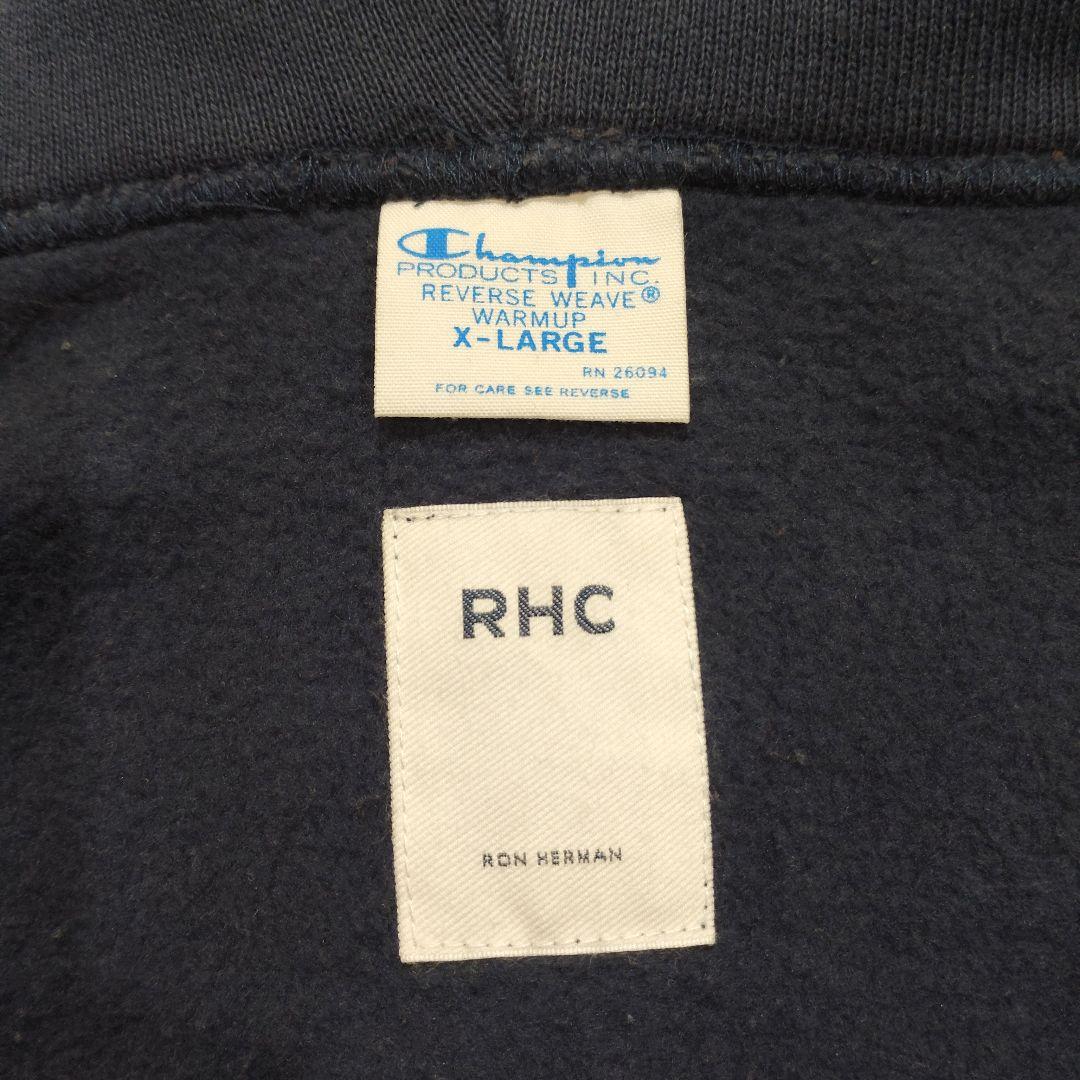 Champion
PRODUCTS INC.
REVERSE WEAVE®
WARMUP
X-LARGE
RN 26094
FOR CARE SEE REVERSE
RHC
RON HERMAN